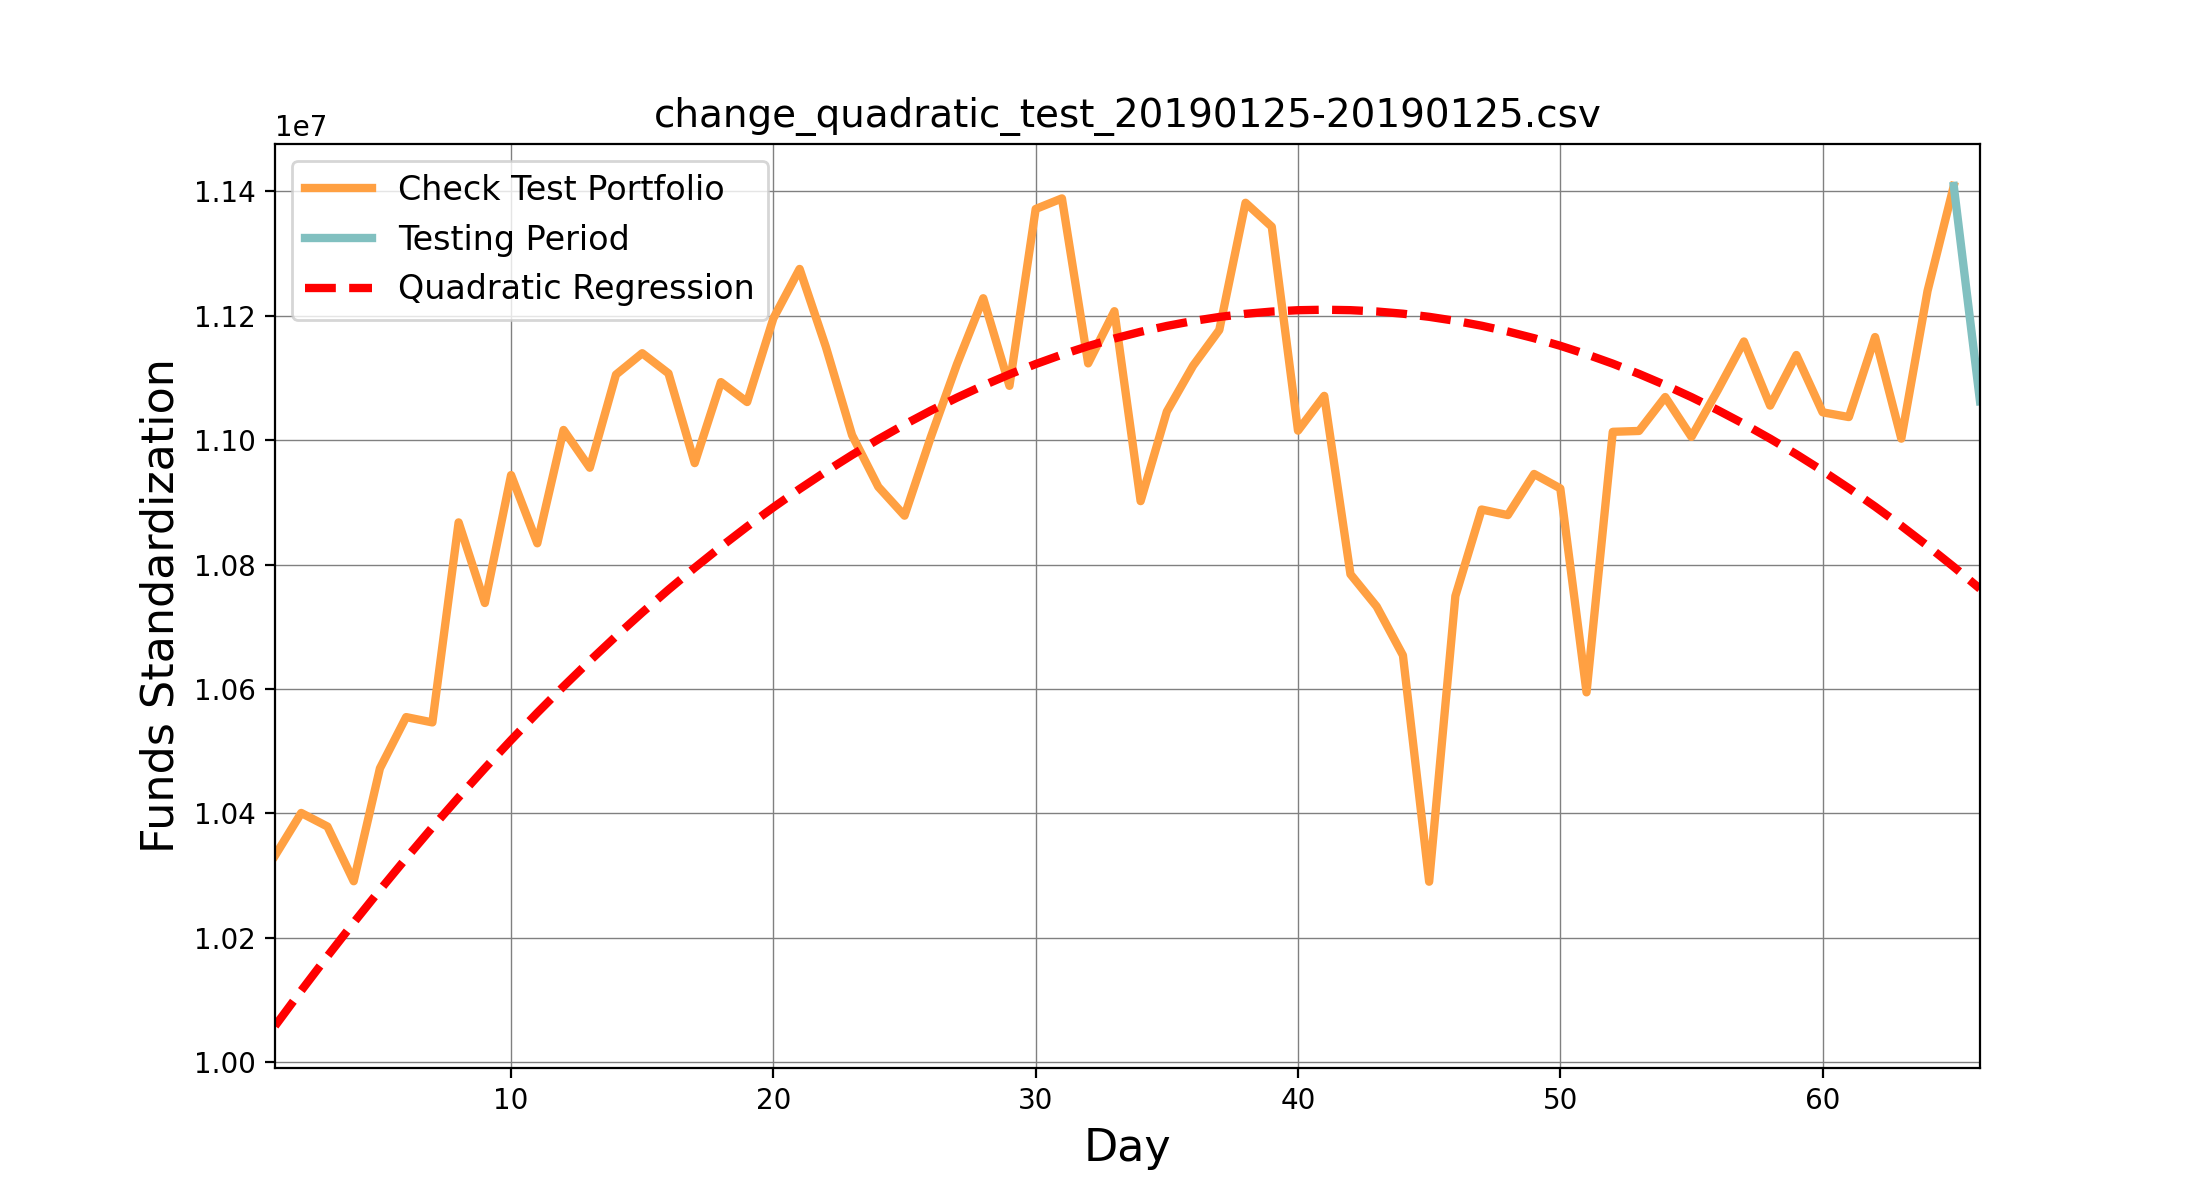 change_quadratic_test_20190125-20190125.csv
1e7
Check Test Portfolio
Testing Period
Quadratic Regression
1.14
1.12
1.10
1.08
1.06
1.04
1.02
1.00
Funds Standardization
10 20 30 40 50 60
Day